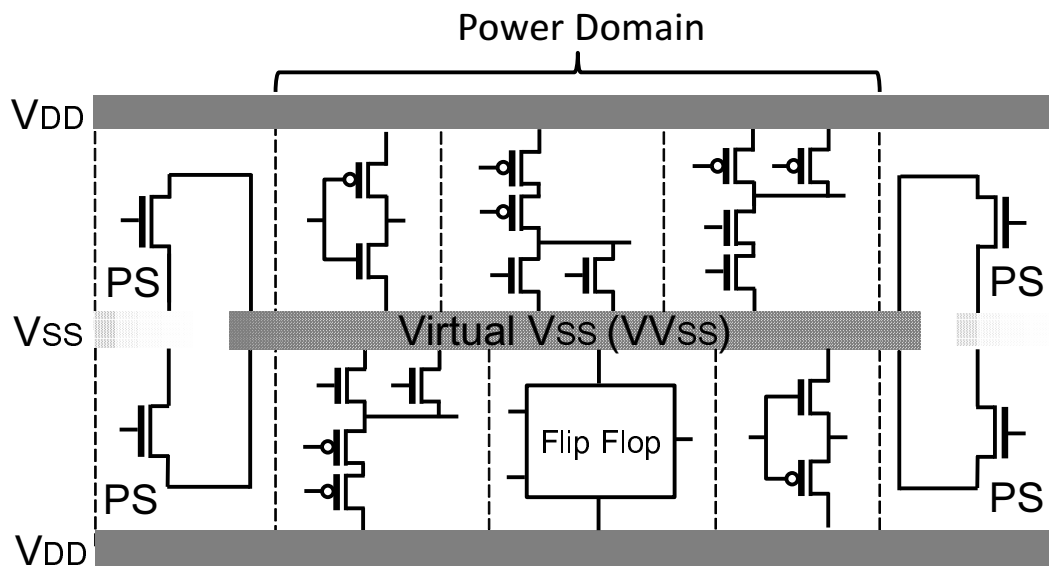 Power Domain
VDD
PS
PS
VSS
Virtual VSS (VVSS)
PS
Flip Flop
PS
VDD